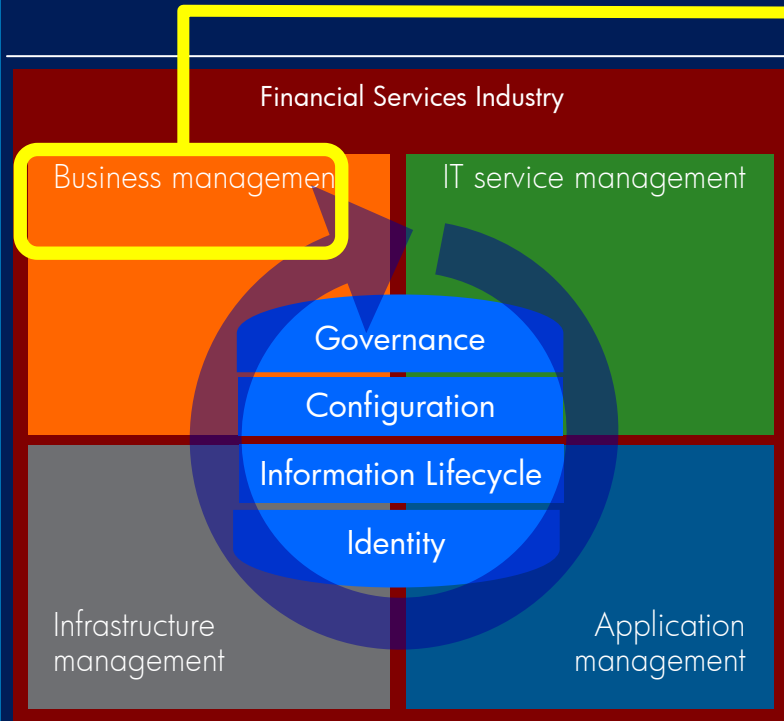 Financial Services Industry
Business managemen
IT service management
Governance
Configuration
Information Lifecycle
Identity
Infrastructure
management
Application
management